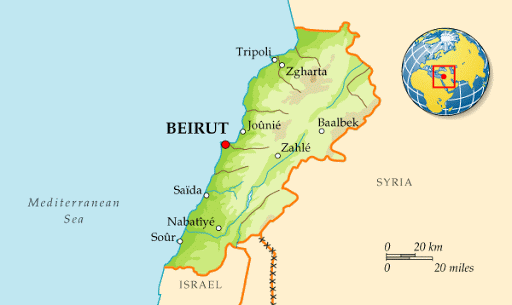 Tripoli
Zgharta
BEIRUT
Joûnié
Baalbek
Zahlé
SYRIA
Saïda
Mediterranean
Sea
Nabatîyé
Soûr
0 20 km
0 20 miles
ISRAEL